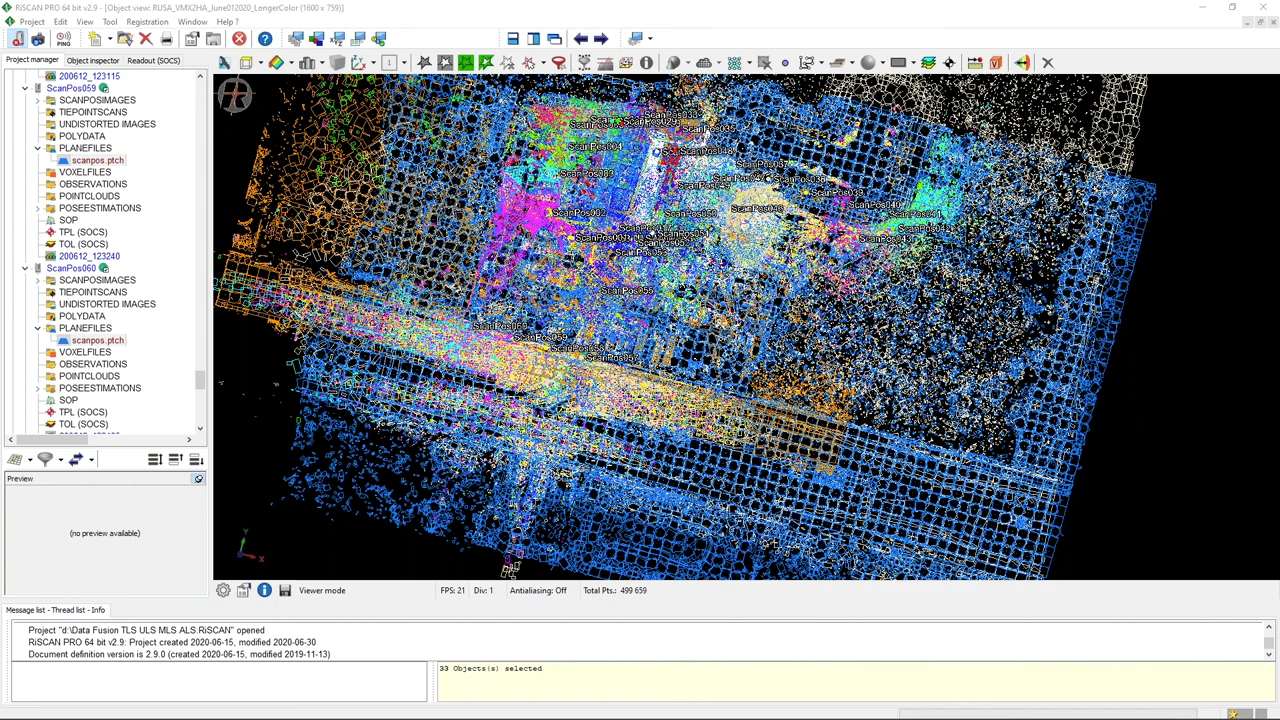 RiSCAN PRO 64 bit v2.9 - [Object view: RUSA_VMX2HA_June012020_LongerColor (1600 x 759)]
Project Edit View Tool Registration Window Help ?
PING
Project manager Object inspector Readout (SOCS)
1
200612_123115
ScanPos059
SCANPOSIMAGES
TIEPOINTSCANS
UNDISTORTED IMAGES
POLYDATA
PLANEFILES
scanpos.ptch
VOXELFILES
OBSERVATIONS
POINTCLOUDS
POSEESTIMATIONS
SOP
TPL (SOCS)
TOL (SOCS)
200612_123240
ScanPos060
SCANPOSIMAGES
TIEPOINTSCANS
UNDISTORTED IMAGES
POLYDATA
PLANEFILES
scanpos.ptch
VOXELFILES
OBSERVATIONS
POINTCLOUDS
POSEESTIMATIONS
SOP
TPL (SOCS)
TOL (SOCS)
ScanPos002
Y
X
Preview
(no preview available)
Viewer mode FPS: 21 Div: 1 Antialiasing: Off Total Pts.: 499 659
Message list - Thread list - Info
Project "d:\Data Fusion TLS ULS MLS ALS RiSCAN" opened
RiSCAN PRO 64 bit v2.9: Project created 2020-06-15, modified 2020-06-30
Document definition version is 2.9.0 (created 2020-06-15, modified 2019-11-13)
33 Objects(s) selected